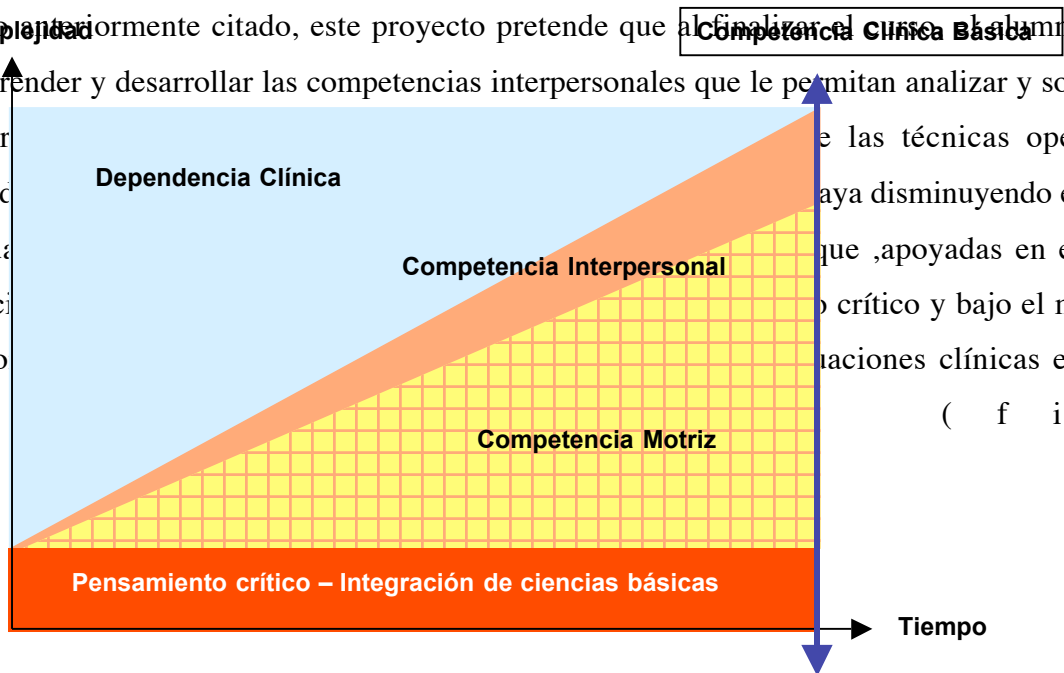 anteriormente citado, este proyecto pretende que al finalizar el curso, el alumn
plejidad
Competencia Clínica Básica
render y desarrollar las competencias interpersonales que le permitan analizar y so
e las técnicas ope
Dependencia Clínica
aya disminuyendo e
Competencia Interpersonal
que ,apoyadas en e
o crítico y bajo el m
uaciones clínicas e
( f i
Competencia Motriz
Pensamiento crítico – Integración de ciencias básicas
Tiempo